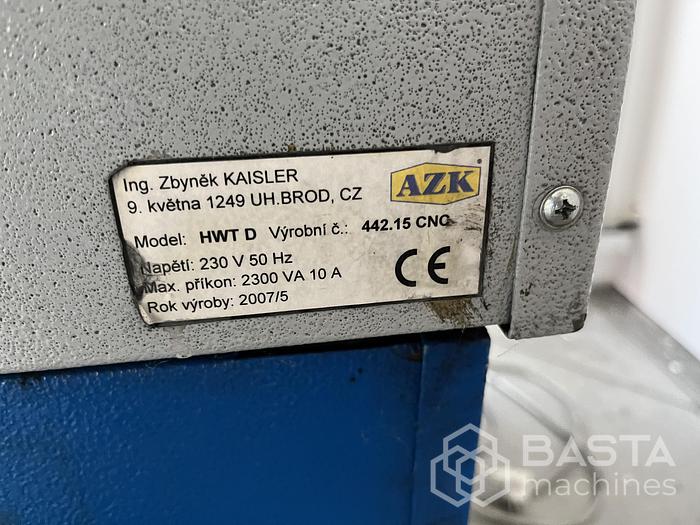 Ing. Zbyněk KAISLER
9. května 1249 UH.BROD, CZ
AZK
Model: HWT D Výrobní č.: 442.15 CNC
Napětí: 230 V 50 Hz
Max. příkon: 2300 VA 10 A
Rok výroby: 2007/5
CE
BASTA
machines